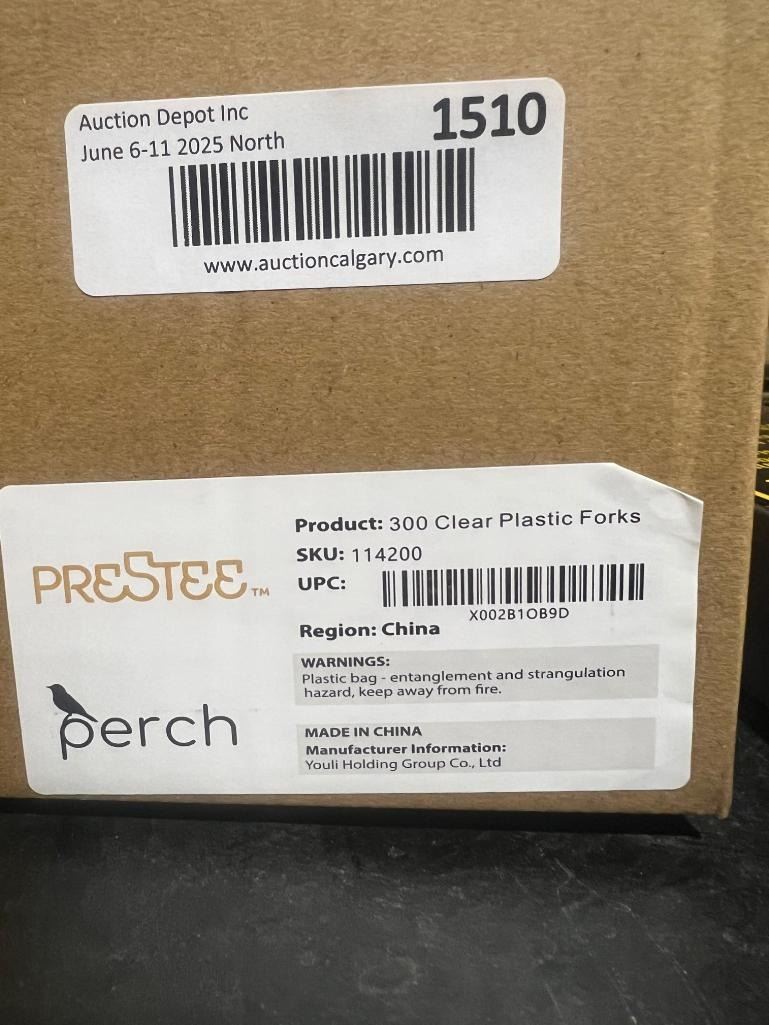 Auction Depot Inc 1510
June 6-11 2025 North
www.auctioncalgary.com
Product: 300 Clear Plastic Forks
SKU: 114200
PRESTEE™
UPC:
X002B1OB9D
Region: China
WARNINGS:
Plastic bag - entanglement and strangulation
hazard, keep away from fire.
perch
MADE IN CHINA
Manufacturer Information:
Youli Holding Group Co., Ltd